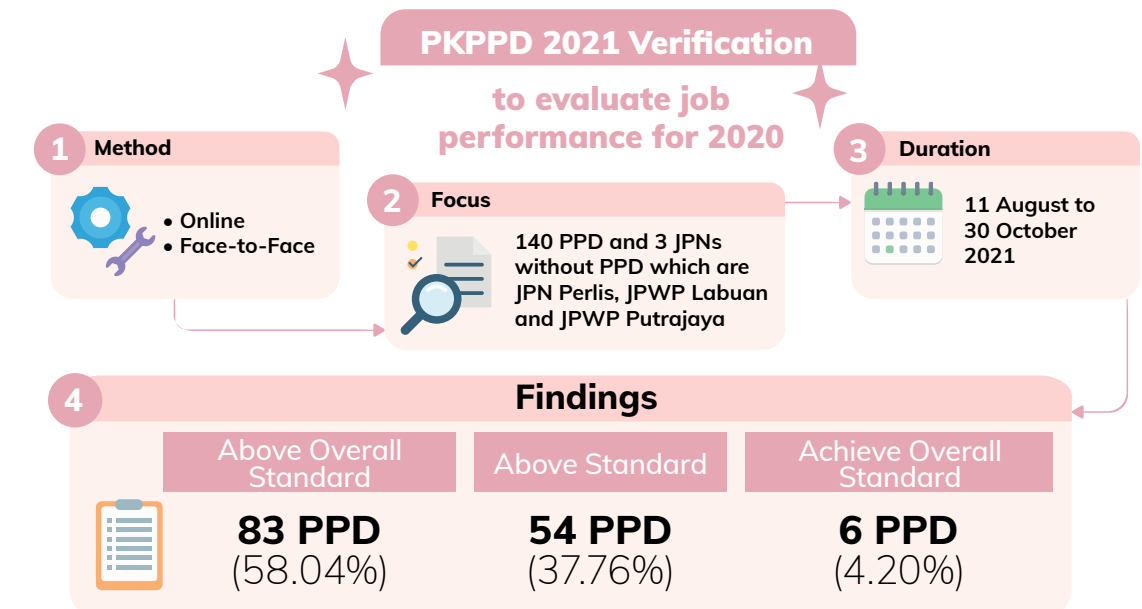 PKPPD 2021 Verification
to evaluate job
performance for 2020
1
Method
• Online
• Face-to-Face
2
Focus
140 PPD and 3 JPNs
without PPD which are
JPN Perlis, JPWP Labuan
and JPWP Putrajaya
3
Duration
11 August to
30 October
2021
4
Findings
Above Overall
Standard
83 PPD
(58.04%)
Above Standard
54 PPD
(37.76%)
Achieve Overall
Standard
6 PPD
(4.20%)